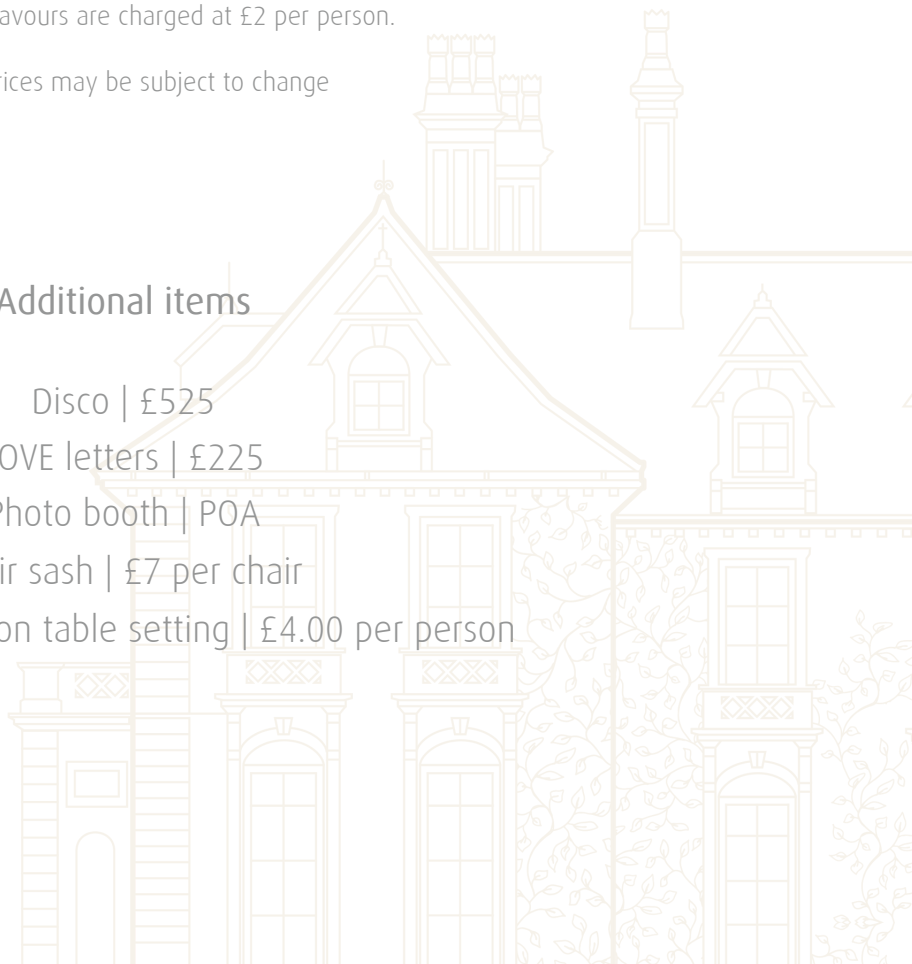 avours are charged at £2 per person.
rices may be subject to change
Additional items
Disco | £525
OVE letters | £225
Photo booth | POA
ir sash | £7 per chair
on table setting | £4.00 per person